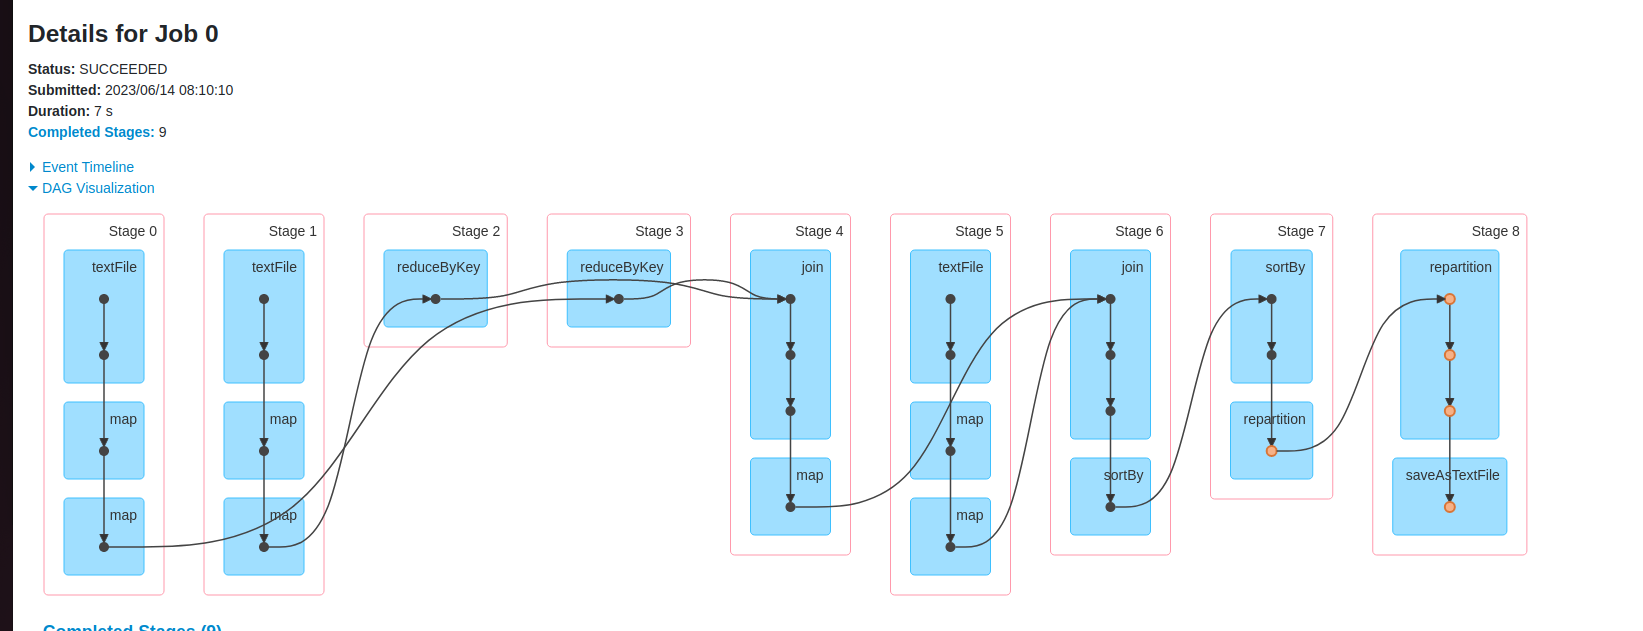 Details for Job 0
Status: SUCCEEDED
Submitted: 2023/06/14 08:10:10
Duration: 7 s
Completed Stages: 9
Event Timeline
DAG Visualization
Stage 0
textFile
map
map
Stage 1
textFile
map
map
Stage 2
reduceByKey
Stage 3
reduceByKey
Stage 4
join
map
Stage 5
textFile
map
map
Stage 6
join
sortBy
Stage 7
sortBy
repartition
Stage 8
repartition
saveAsTextFile
Completed Stages (9)